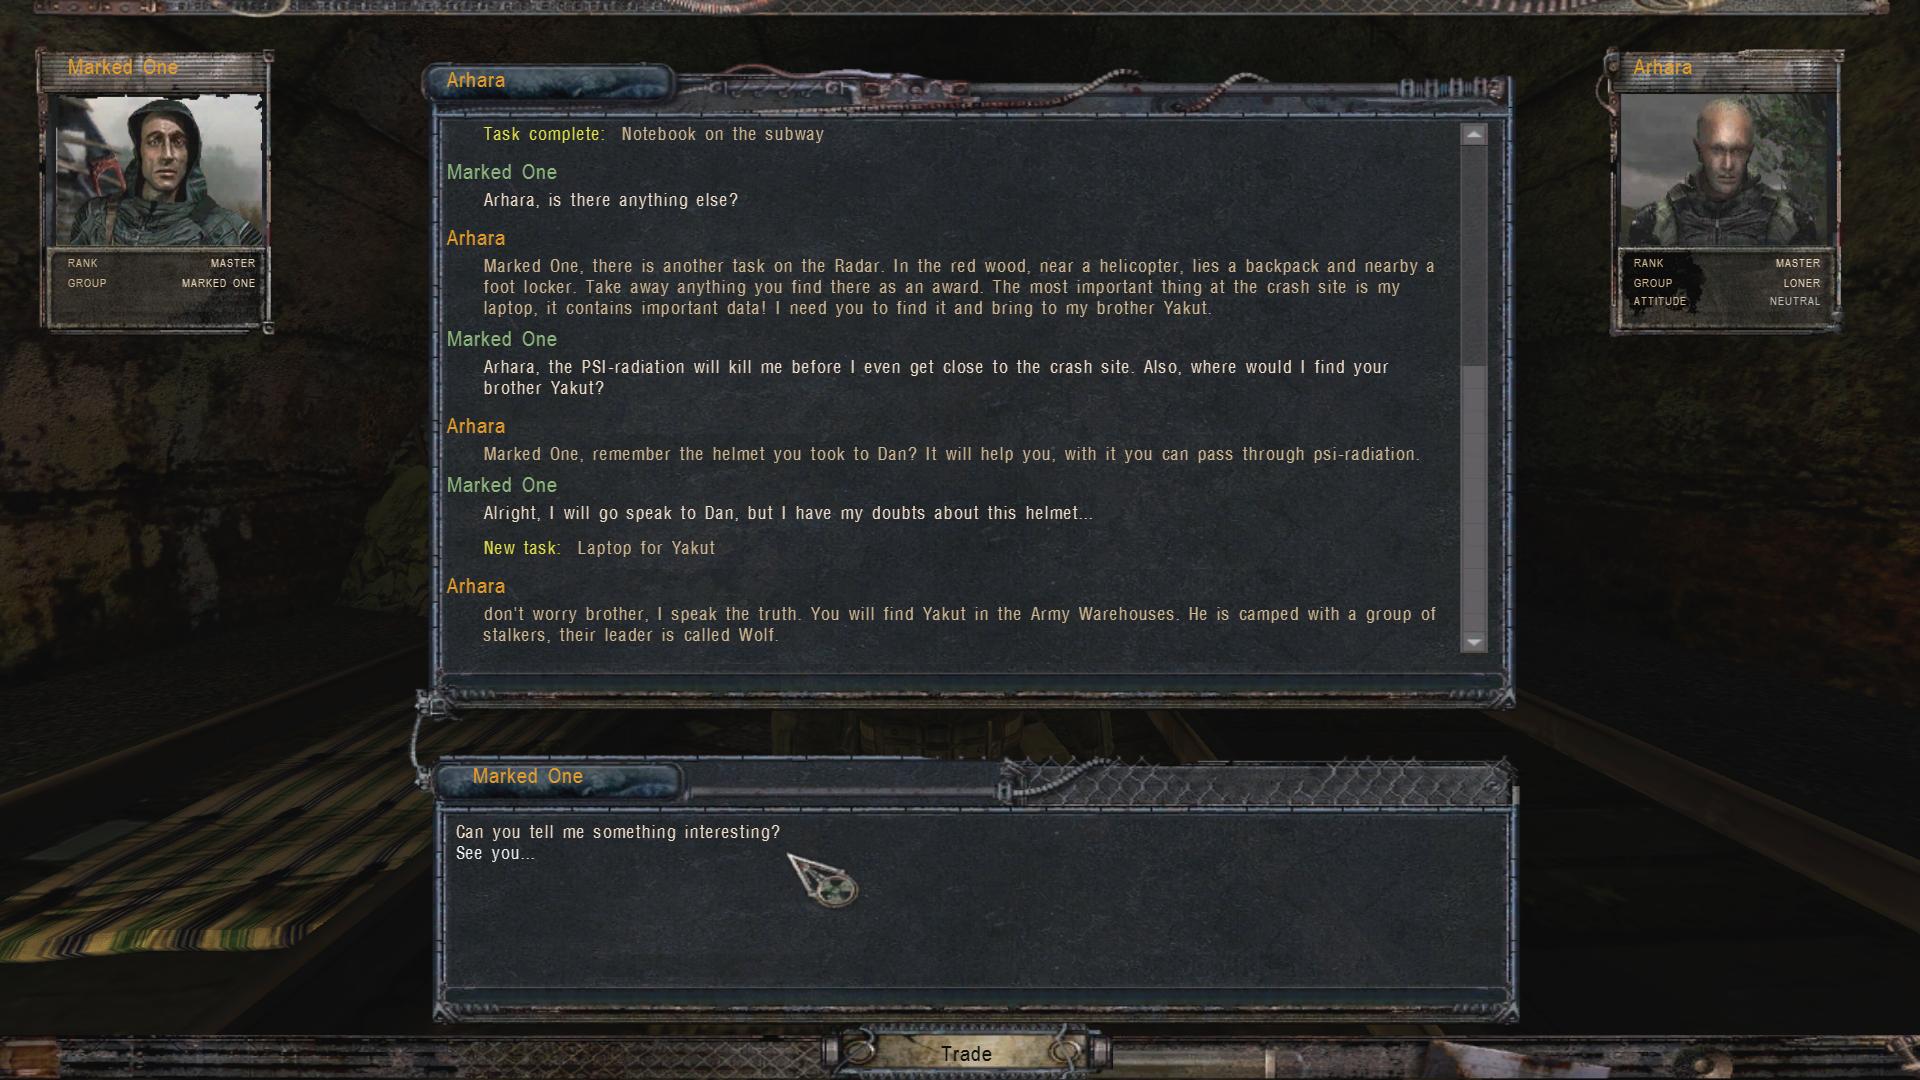 Marked One
RANK MASTER
GROUP MARKED ONE
Arhara
Task complete: Notebook on the subway
Marked One
Arhara, is there anything else?
Arhara
Marked One, there is another task on the Radar. In the red wood, near a helicopter, lies a backpack and nearby a
foot locker. Take away anything you find there as an award. The most important thing at the crash site is my
laptop, it contains important data! I need you to find it and bring to my brother Yakut.
Marked One
Arhara, the PSI-radiation will kill me before I even get close to the crash site. Also, where would I find your
brother Yakut?
Arhara
Marked One, remember the helmet you took to Dan? It will help you, with it you can pass through psi-radiation.
Marked One
Alright, I will go speak to Dan, but I have my doubts about this helmet...
New task: Laptop for Yakut
Arhara
don't worry brother, I speak the truth. You will find Yakut in the Army Warehouses. He is camped with a group of
stalkers, their leader is called Wolf.
Arhara
RANK MASTER
GROUP LONER
ATTITUDE NEUTRAL
Marked One
Can you tell me something interesting?
See you...
Trade